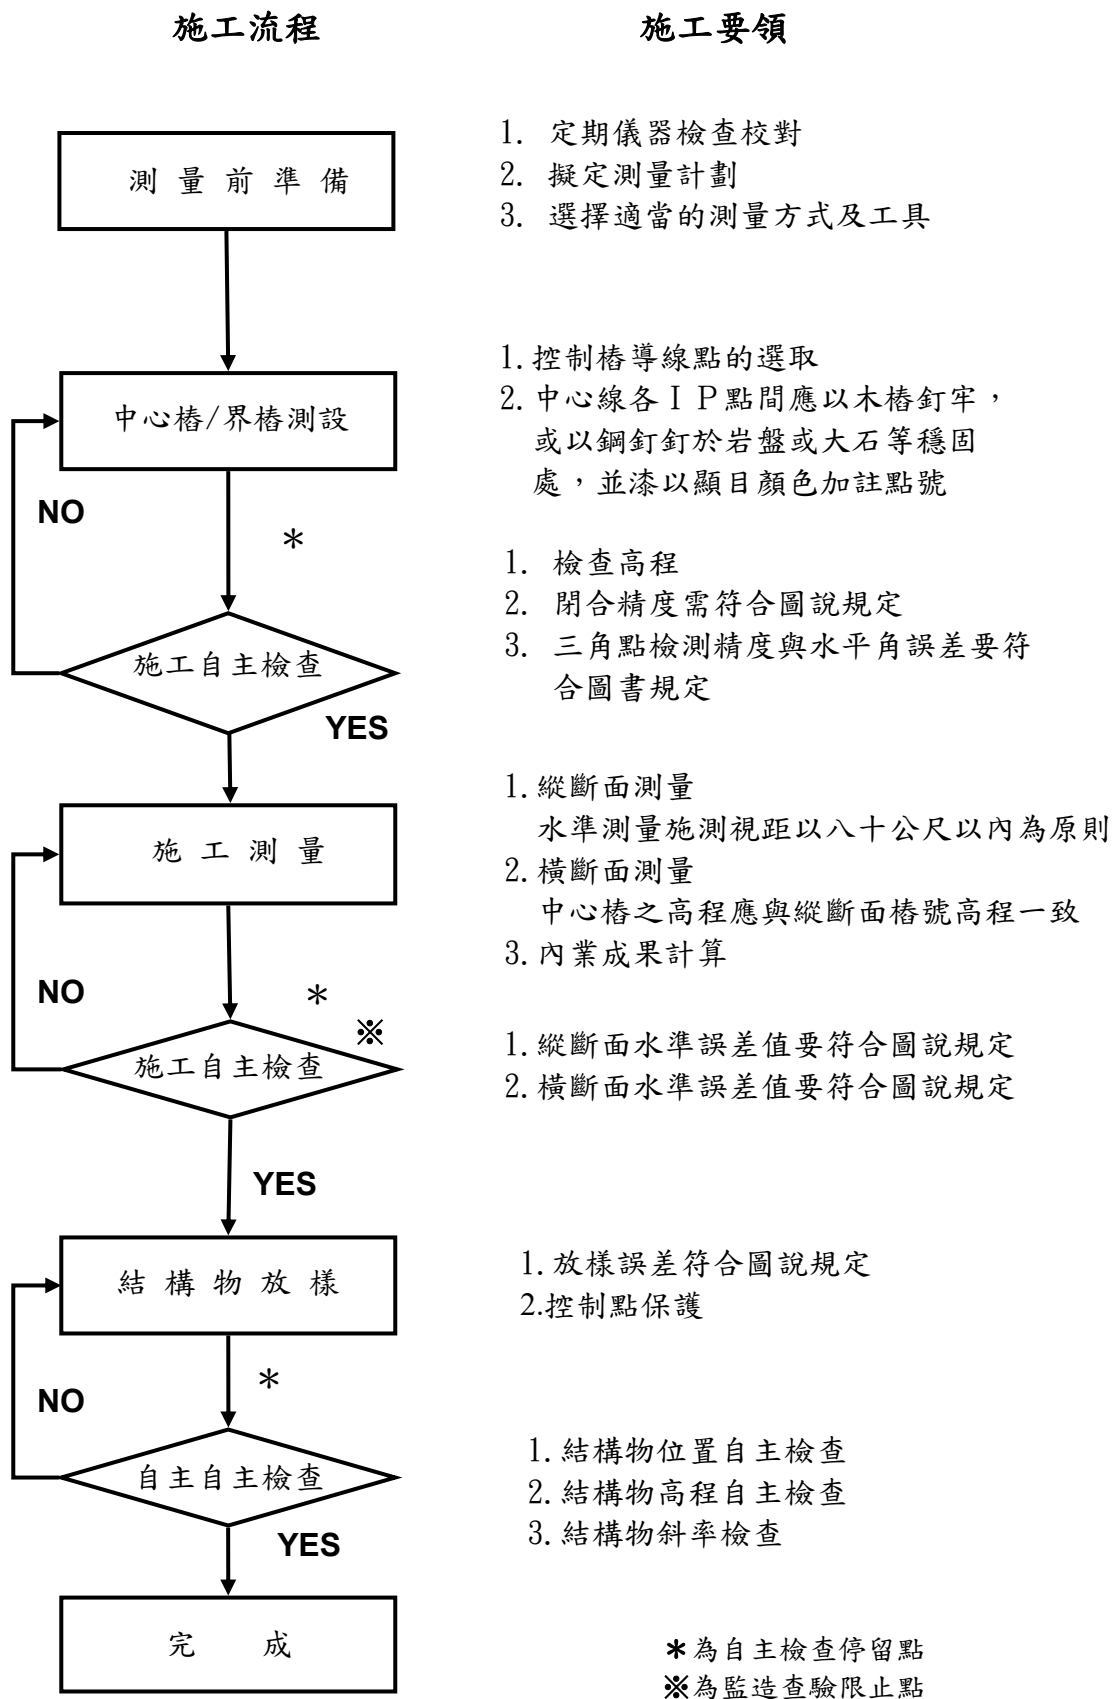 施工流程
施工要領
測量前準備
1. 定期儀器檢查校對
2. 擬定測量計劃
3. 選擇適當的測量方式及工具
中心樁/界樁測設
1.控制樁導線點的選取
2.中心線各ＩＰ點間應以木樁釘牢，
或以鋼釘釘於岩盤或大石等穩固
處，並漆以顯目顏色加註點號
NO
＊
施工自主檢查
1. 檢查高程
2. 閉合精度需符合圖說規定
3. 三角點檢測精度與水平角誤差要符
合圖書規定
YES
施工測量
1.縱斷面測量
水準測量施測視距以八十公尺以內為原則
2.橫斷面測量
中心樁之高程應與縱斷面樁號高程一致
3.內業成果計算
NO
＊
※
施工自主檢查
1.縱斷面水準誤差值要符合圖說規定
2.橫斷面水準誤差值要符合圖說規定
YES
結構物放樣
1.放樣誤差符合圖說規定
2.控制點保護
NO
＊
自主自主檢查
1.結構物位置自主檢查
2.結構物高程自主檢查
3.結構物斜率檢查
YES
完 成
＊為自主檢查停留點
※為監造查驗限止點